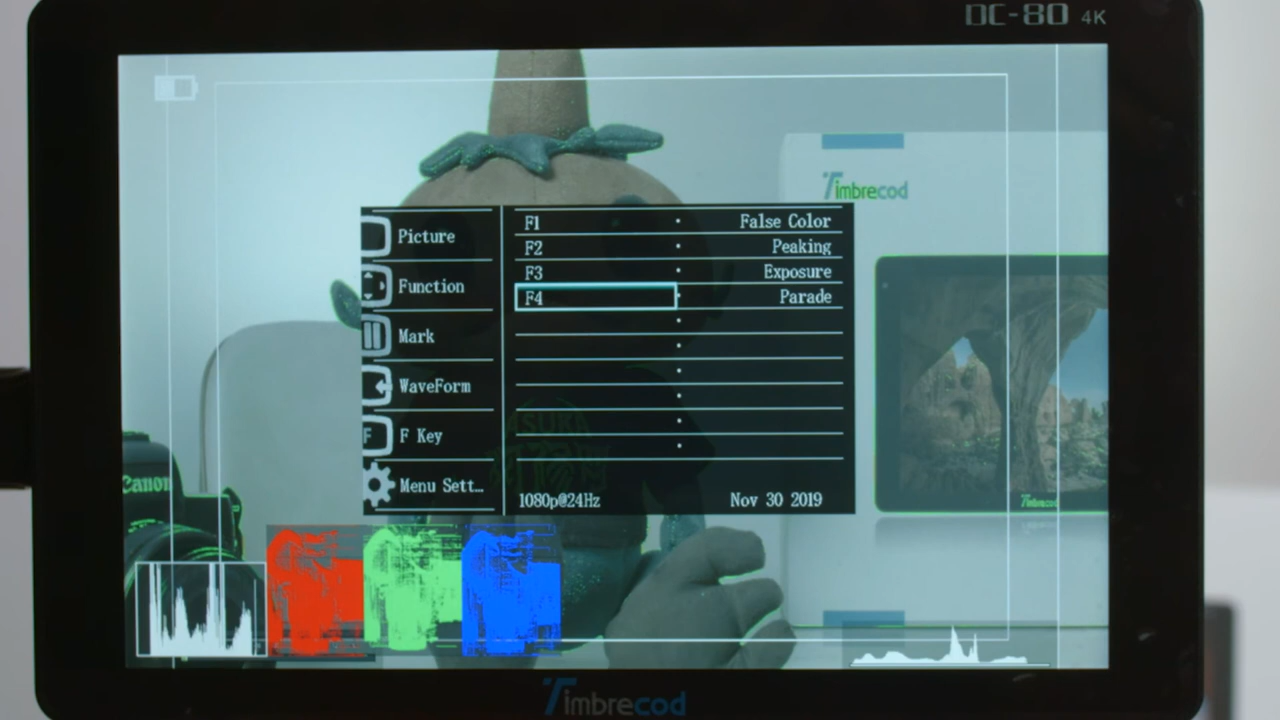 DC-80 4K
Timbrecod
Picture
Function
Mark
WaveForm
F Key
Menu Sett…
F1 False Color
F2 Peaking
F3 Exposure
F4 Parade
1080p@24Hz Nov 30 2019
ASUKA
Canon
F
Timbrecod
Timbrecod